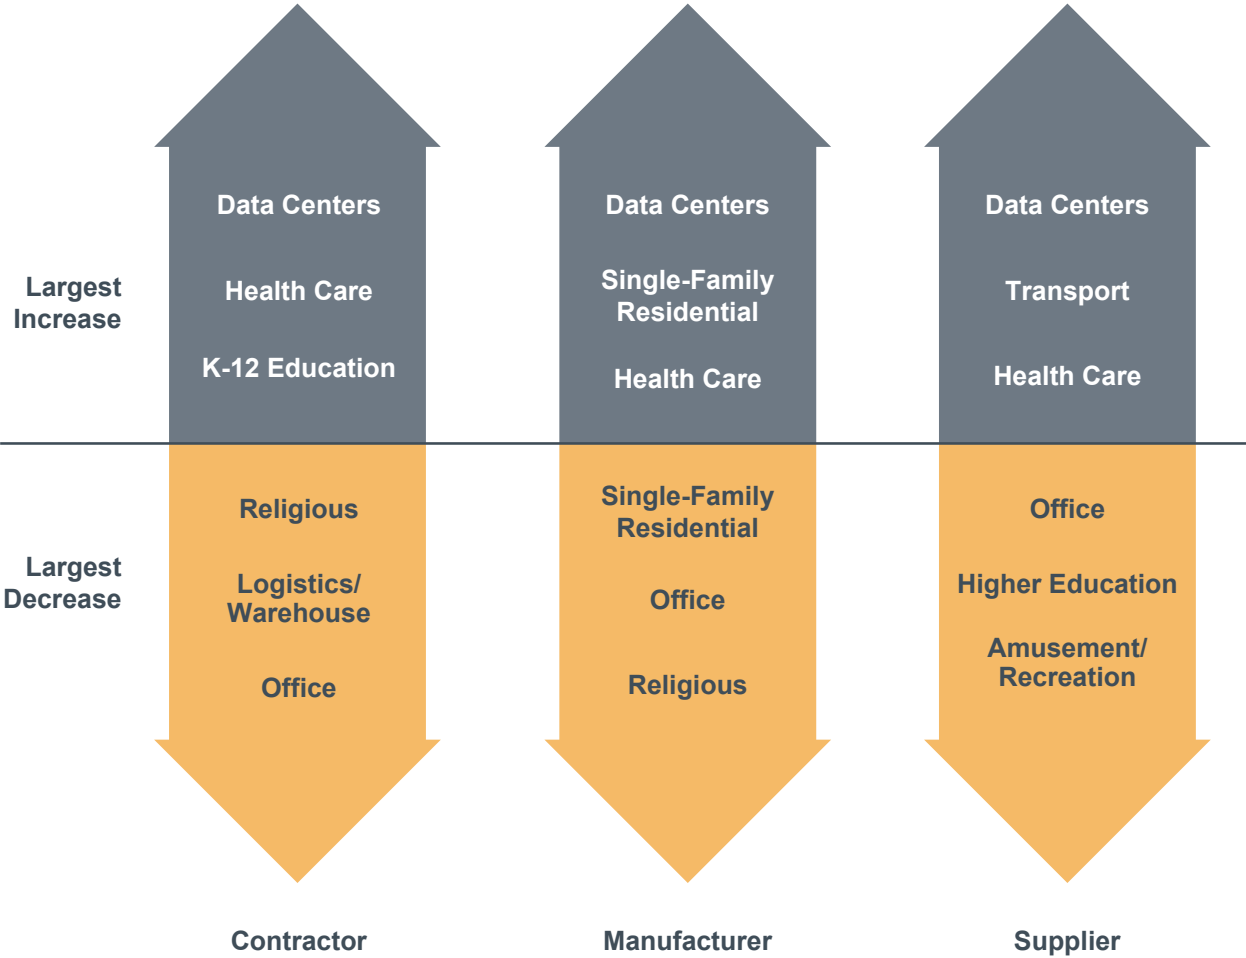 Largest
Increase
Data Centers
Health Care
K-12 Education
Data Centers
Single-Family
Residential
Health Care
Data Centers
Transport
Health Care
Largest
Decrease
Religious
Logistics/
Warehouse
Office
Single-Family
Residential
Office
Religious
Office
Higher Education
Amusement/
Recreation
Contractor
Manufacturer
Supplier